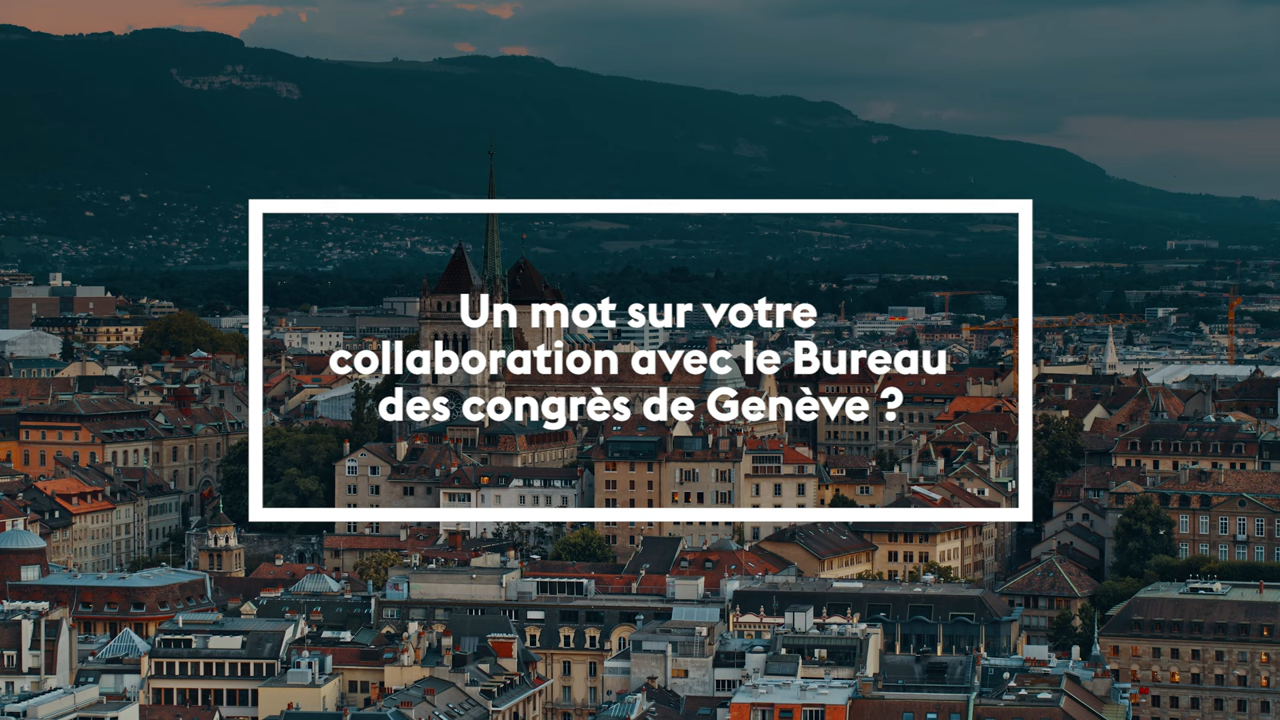 Un mot sur votre
collaboration avec le Bureau
des congrès de Genève ?